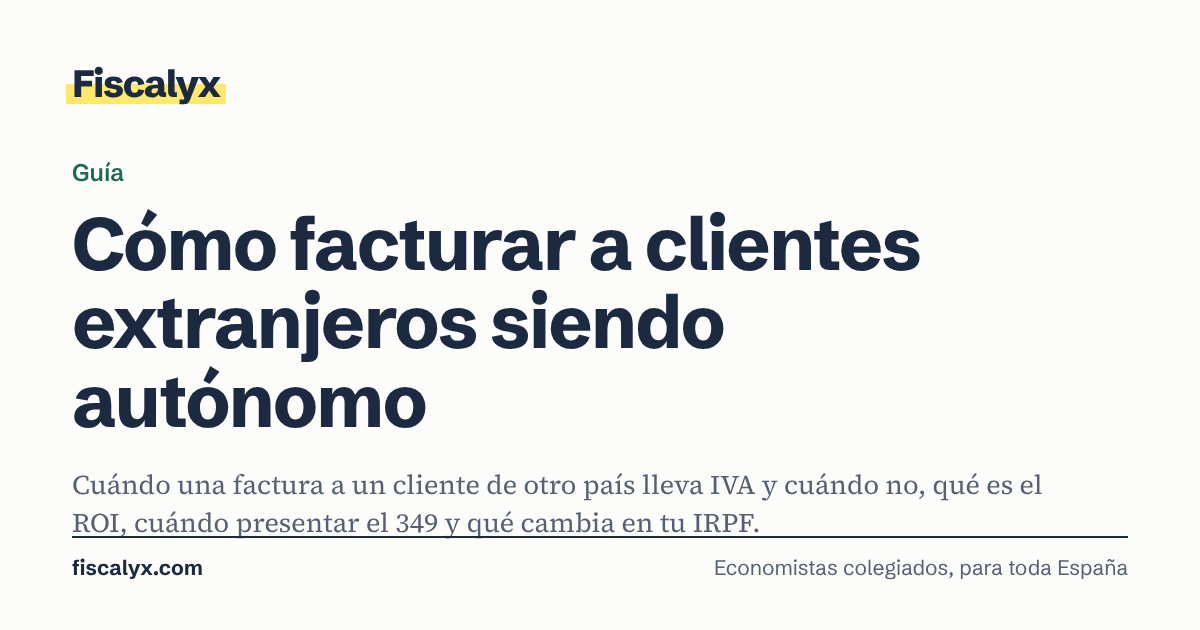 Fiscalyx
Guía
Cómo facturar a clientes
extranjeros siendo
autónomo
Cuándo una factura a un cliente de otro país lleva IVA y cuándo no, qué es el
ROI, cuándo presentar el 349 y qué cambia en tu IRPF.
fiscalyx.com
Economistas colegiados, para toda España